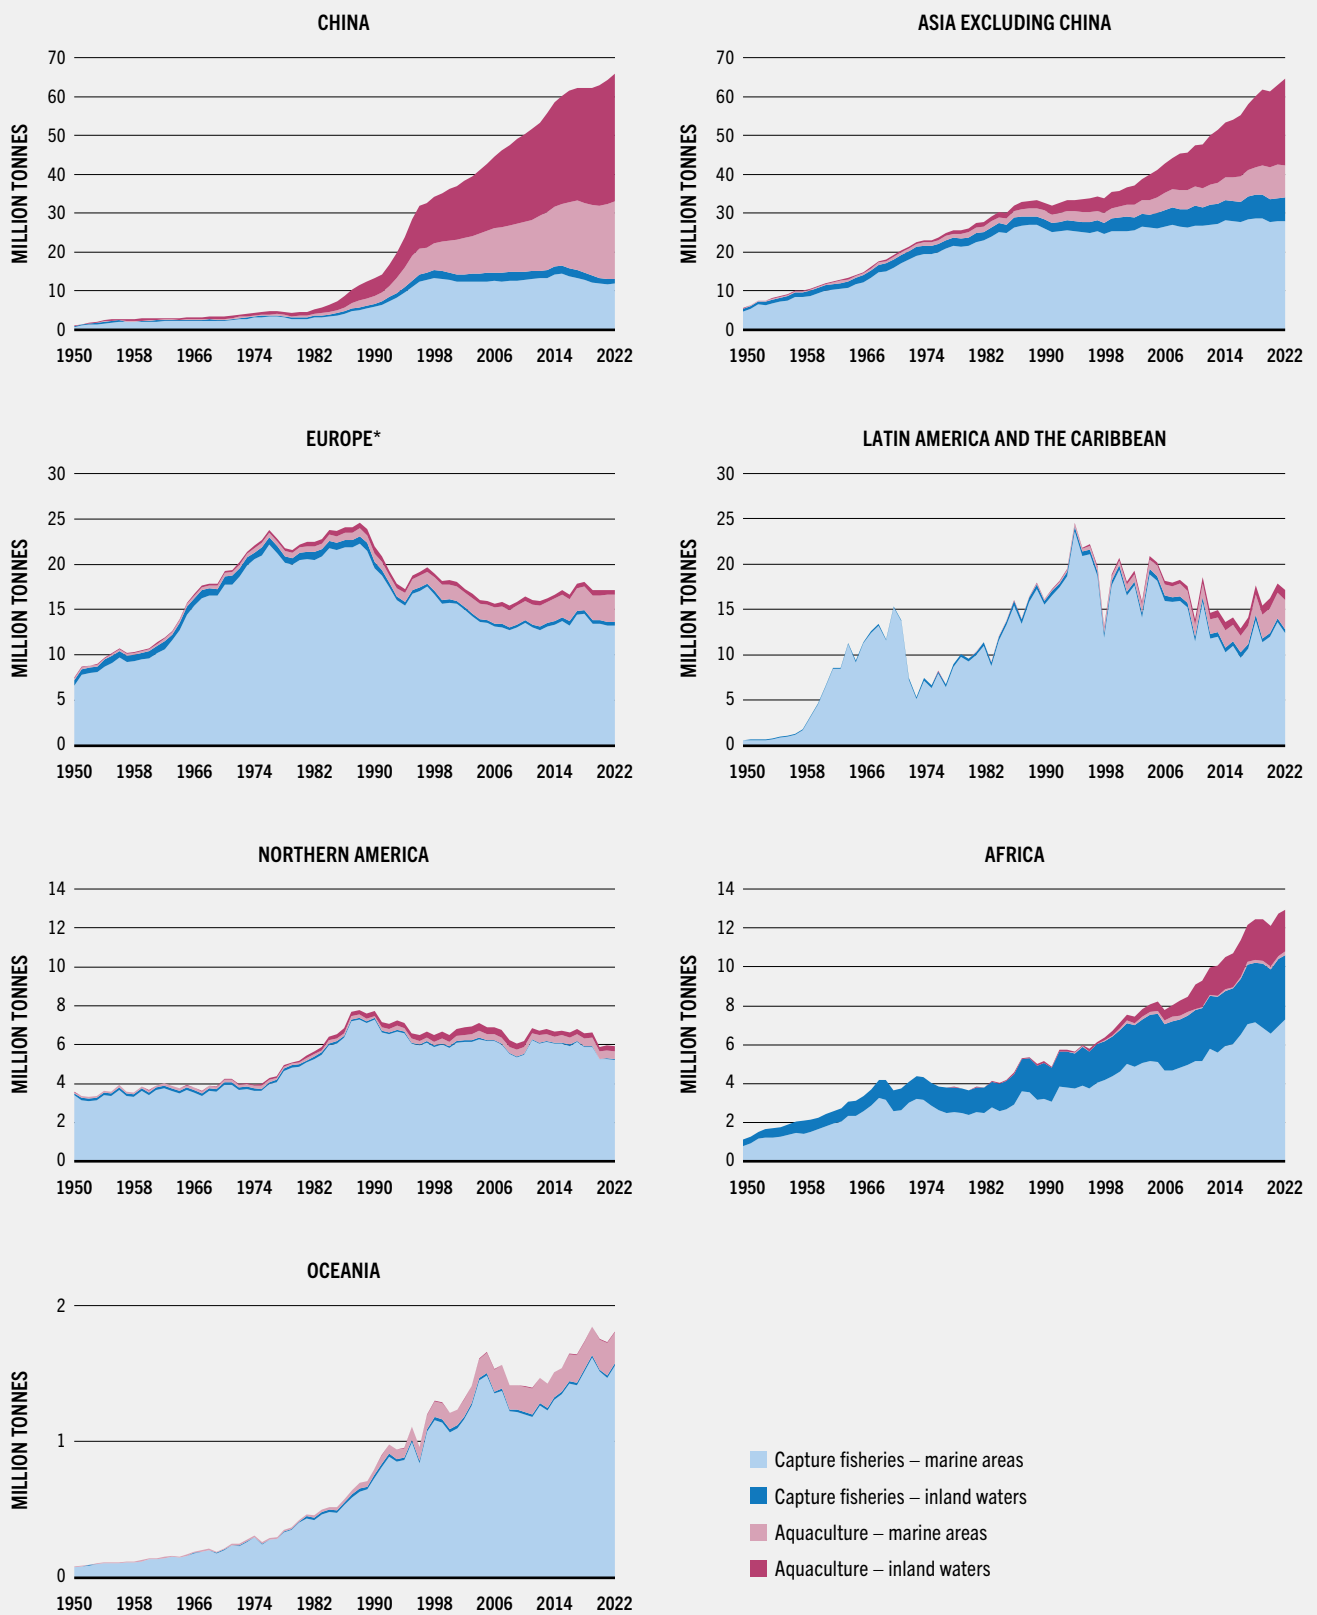 CHINA
MILLION TONNES
70
60
50
40
30
20
10
0
1950 1958 1966 1974 1982 1990 1998 2006 2014 2022
ASIA EXCLUDING CHINA
MILLION TONNES
70
60
50
40
30
20
10
0
1950 1958 1966 1974 1982 1990 1998 2006 2014 2022
EUROPE*
MILLION TONNES
30
25
20
15
10
5
0
1950 1958 1966 1974 1982 1990 1998 2006 2014 2022
LATIN AMERICA AND THE CARIBBEAN
MILLION TONNES
30
25
20
15
10
5
0
1950 1958 1966 1974 1982 1990 1998 2006 2014 2022
NORTHERN AMERICA
MILLION TONNES
14
12
10
8
6
4
2
0
1950 1958 1966 1974 1982 1990 1998 2006 2014 2022
AFRICA
MILLION TONNES
14
12
10
8
6
4
2
0
1950 1958 1966 1974 1982 1990 1998 2006 2014 2022
OCEANIA
MILLION TONNES
2
1
0
1950 1958 1966 1974 1982 1990 1998 2006 2014 2022
Capture fisheries – marine areas
Capture fisheries – inland waters
Aquaculture – marine areas
Aquaculture – inland waters